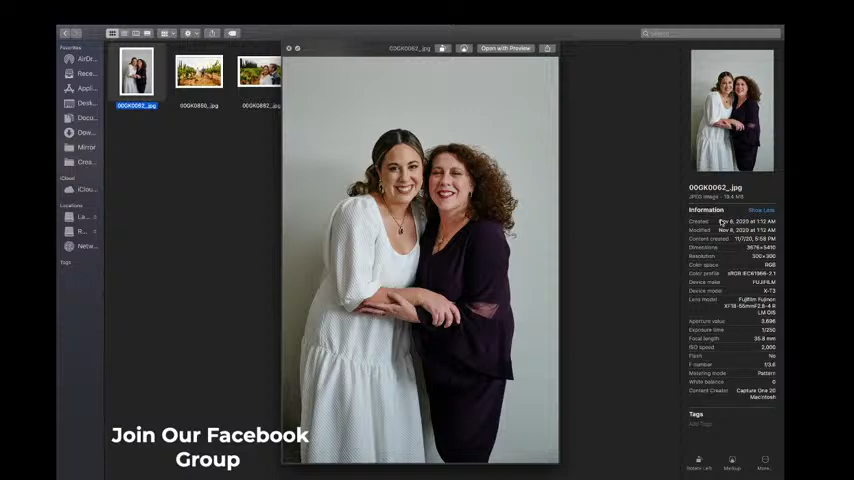 00GK0062_.jpg
Open with Preview
Search
Favorites
AirDr...
Rece...
Appli...
Desk...
Docu...
Dow...
Mirror
Crea...
iCloud
iClou...
Locations
La...
R...
Netw...
Tags
00GK0062_.jpg
00GK0850_.jpg
00GK0882_.jpg
00GK0062_.jpg
JPEG image - 19.4 MB
Information Show Less
Created Nov 8, 2020 at 1:12 AM
Modified Nov 8, 2020 at 1:12 AM
Content created 11/7/20, 5:58 PM
Dimensions 3676×5410
Resolution 300×300
Color space RGB
Color profile sRGB IEC61966-2.1
Device make FUJIFILM
Device model X-T3
Lens model Fujifilm Fujinon
XF18-55mmF2.8-4 R
LM OIS
Aperture value 3.696
Exposure time 1/250
Focal length 35.8 mm
ISO speed 2,000
Flash No
F number f/3.6
Metering mode Pattern
White balance 0
Content Creator Capture One 20
Macintosh
Tags
Add Tags
Rotate Left Markup More...
Join Our Facebook
Group